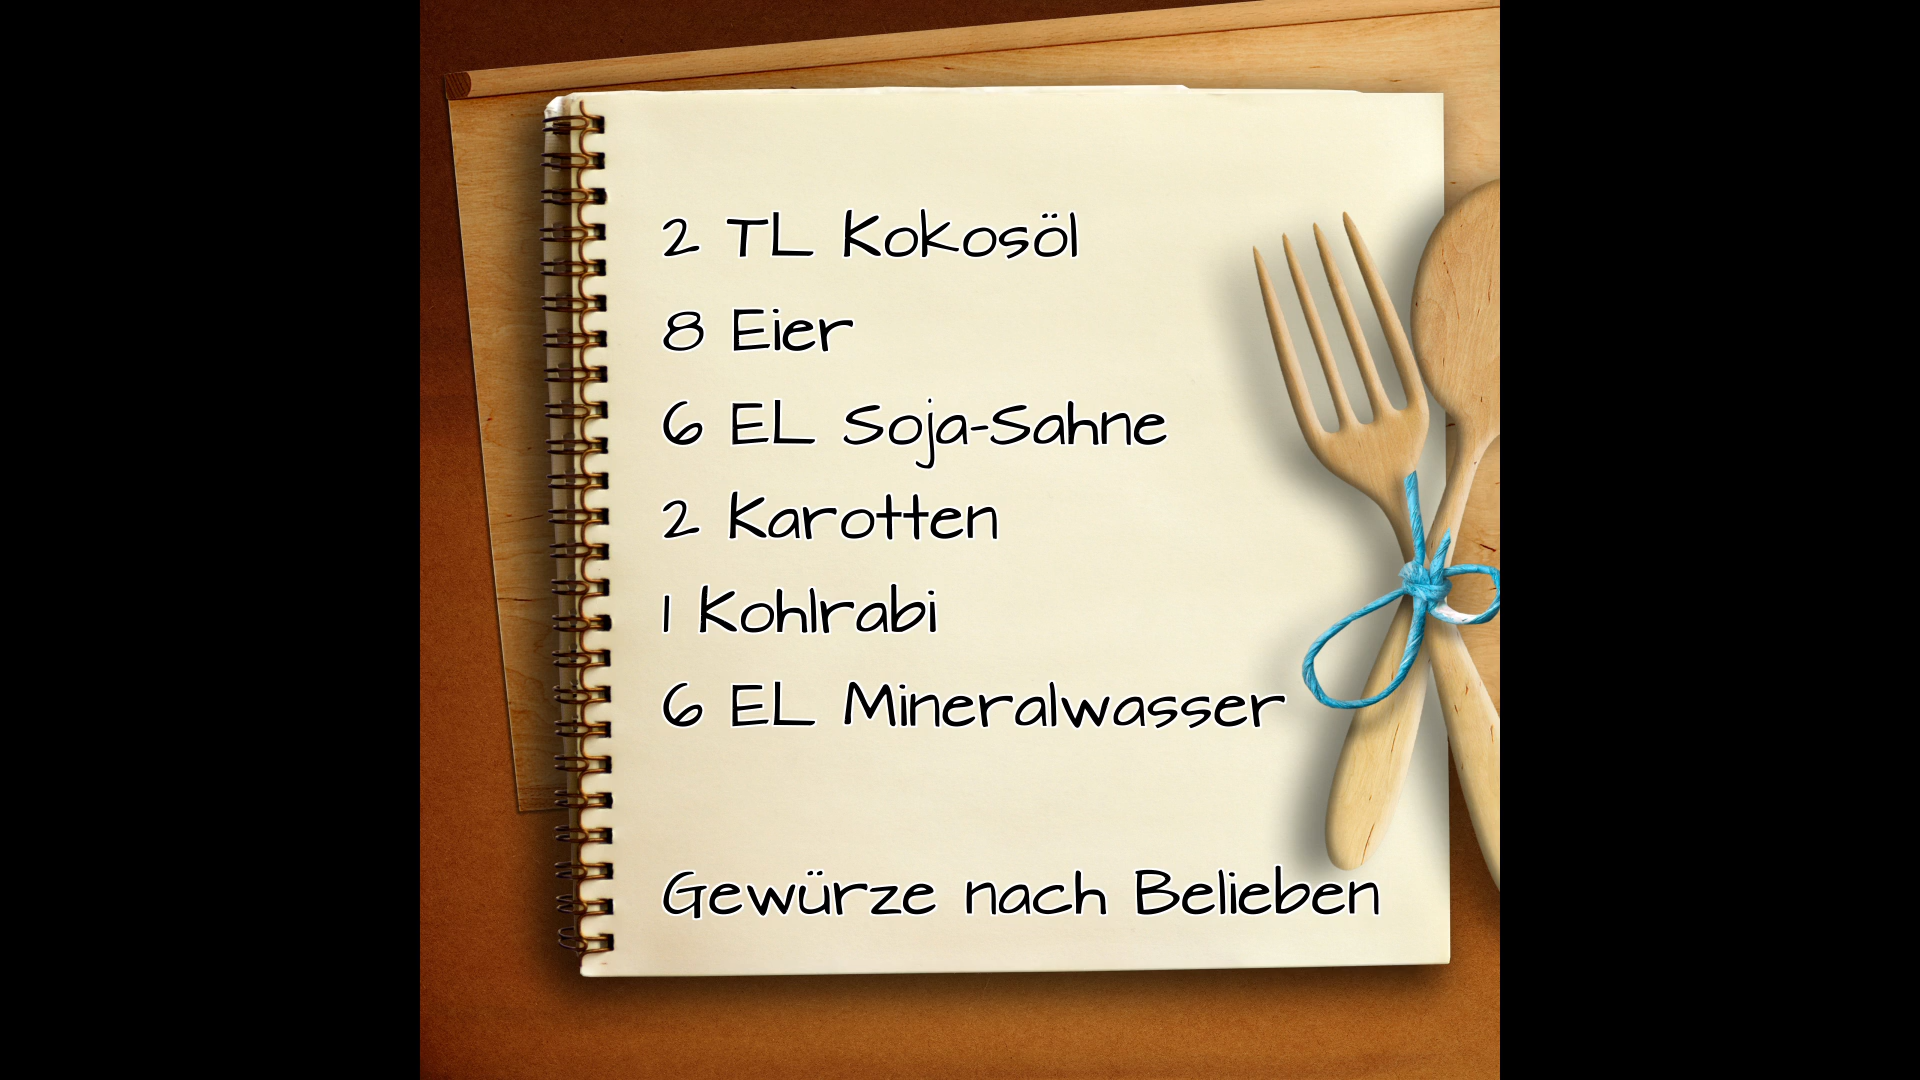 2 TL Kokosöl
8 Eier
6 EL Soja-Sahne
2 Karotten
1 Kohlrabi
6 EL Mineralwasser
Gewürze nach Belieben